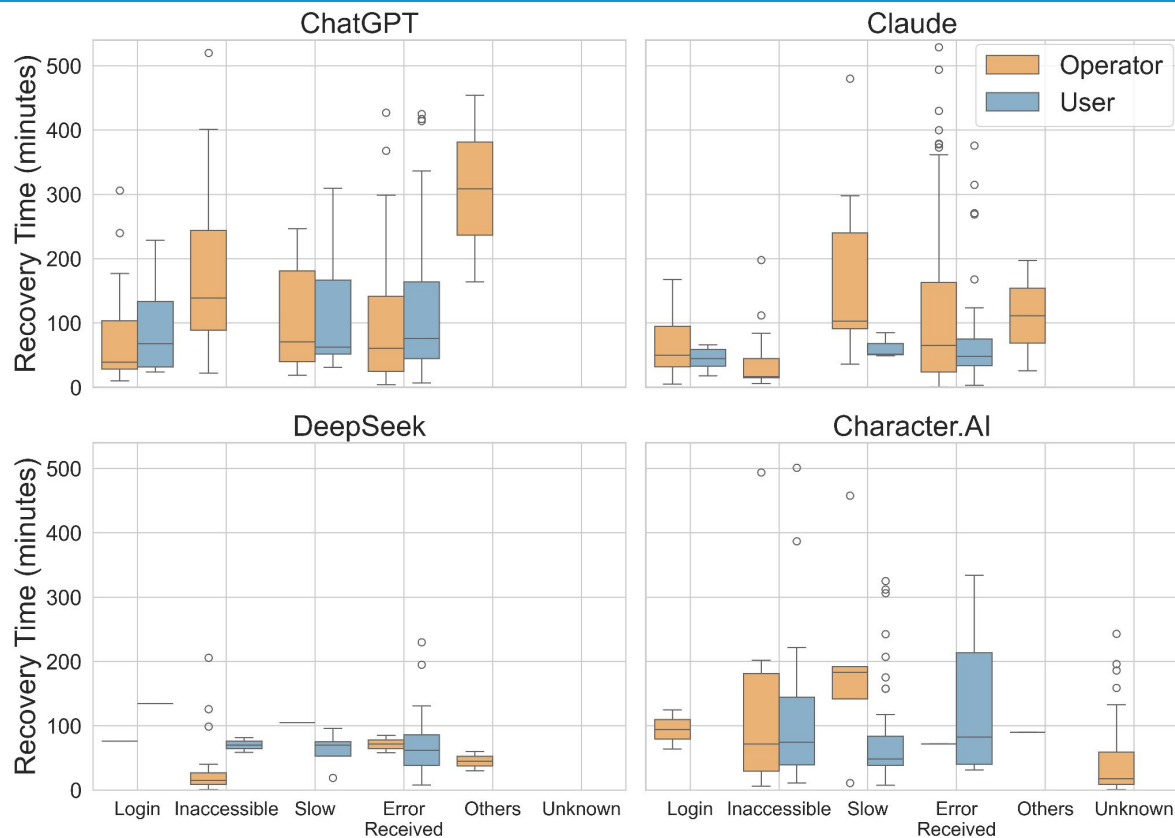 ChatGPT
Claude
Operator
User
Recovery Time (minutes)
500
400
300
200
100
0
DeepSeek
Character.AI
Recovery Time (minutes)
500
400
300
200
100
0
Login Inaccessible Slow Error Received Others Unknown
Login Inaccessible Slow Error Received Others Unknown